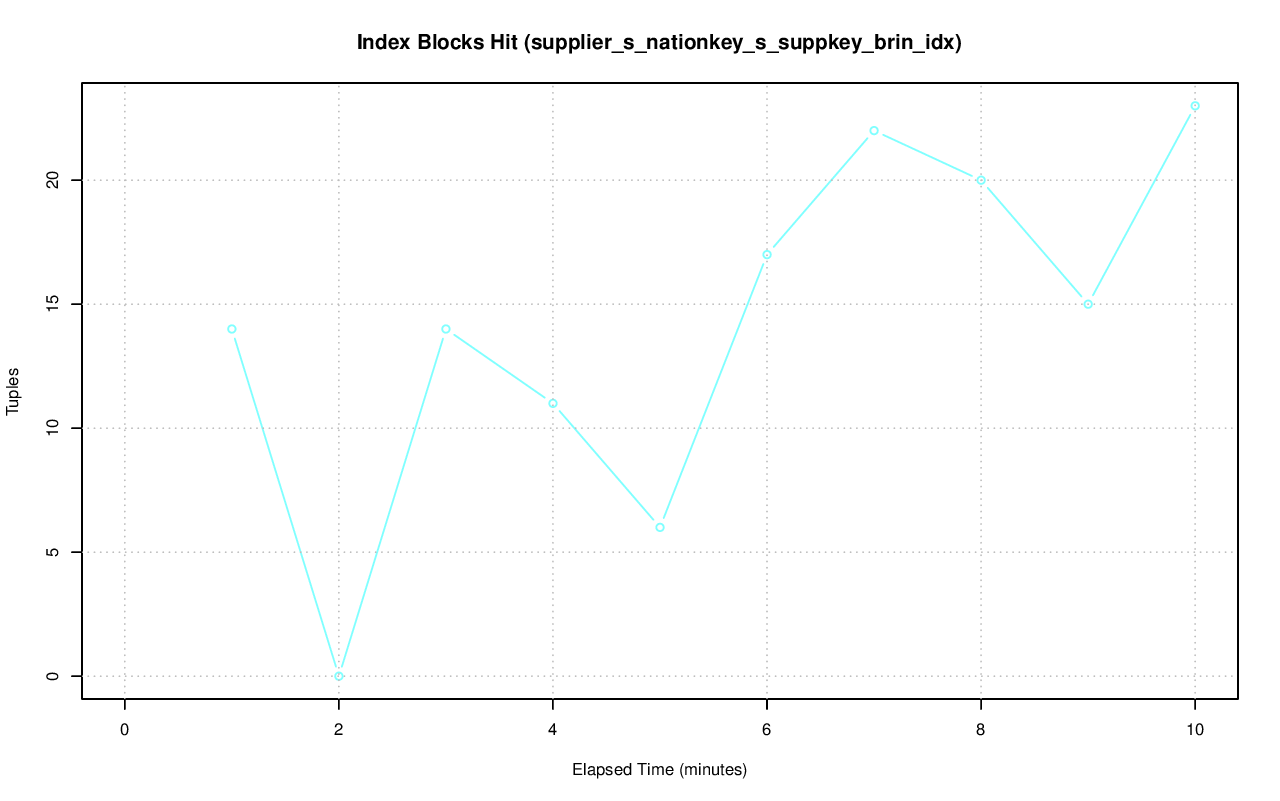 Index Blocks Hit (supplier_s_nationkey_s_suppkey_brin_idx)
Tuples
20
15
10
5
0
0 2 4 6 8 10
Elapsed Time (minutes)